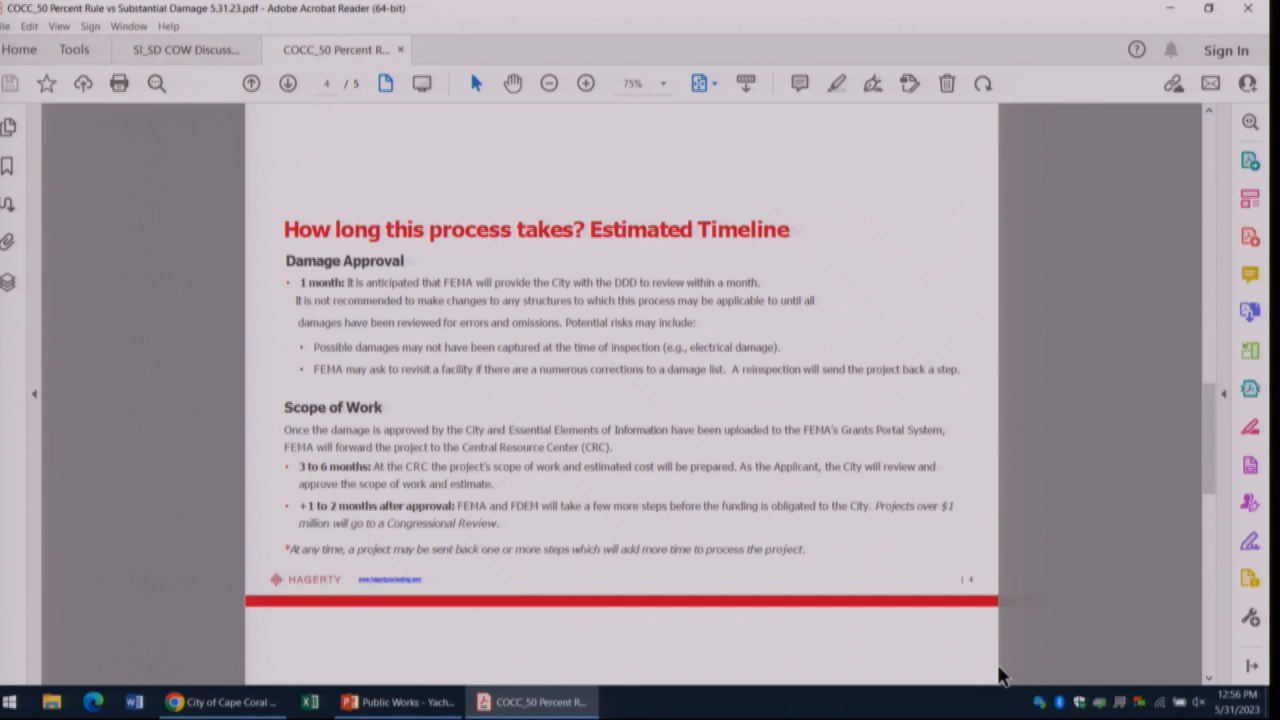 COCC_50 Percent Rule vs Substantial Damage 5.31.23.pdf - Adobe Acrobat Reader (64-bit)
ile Edit View Sign Window Help
Home Tools SI_SD COW Discuss... COCC_50 Percent R... × Sign In
4 / 5 75%
How long this process takes? Estimated Timeline
Damage Approval
• 1 month: It is anticipated that FEMA will provide the City with the DDD to review within a month.
It is not recommended to make changes to any structures to which this process may be applicable to until all
damages have been reviewed for errors and omissions. Potential risks may include:
• Possible damages may not have been captured at the time of inspection (e.g., electrical damage).
• FEMA may ask to revisit a facility if there are a numerous corrections to a damage list. A reinspection will send the project back a step.
Scope of Work
Once the damage is approved by the City and Essential Elements of Information have been uploaded to the FEMA's Grants Portal System,
FEMA will forward the project to the Central Resource Center (CRC).
• 3 to 6 months: At the CRC the project's scope of work and estimated cost will be prepared. As the Applicant, the City will review and
approve the scope of work and estimate.
• +1 to 2 months after approval: FEMA and FDEM will take a few more steps before the funding is obligated to the City. Projects over $1
million will go to a Congressional Review.
*At any time, a project may be sent back one or more steps which will add more time to process the project.
HAGERTY www.hagertyconsulting.com | 4
City of Cape Coral ... Public Works - Yach... COCC_50 Percent R...
12:56 PM
5/31/2023